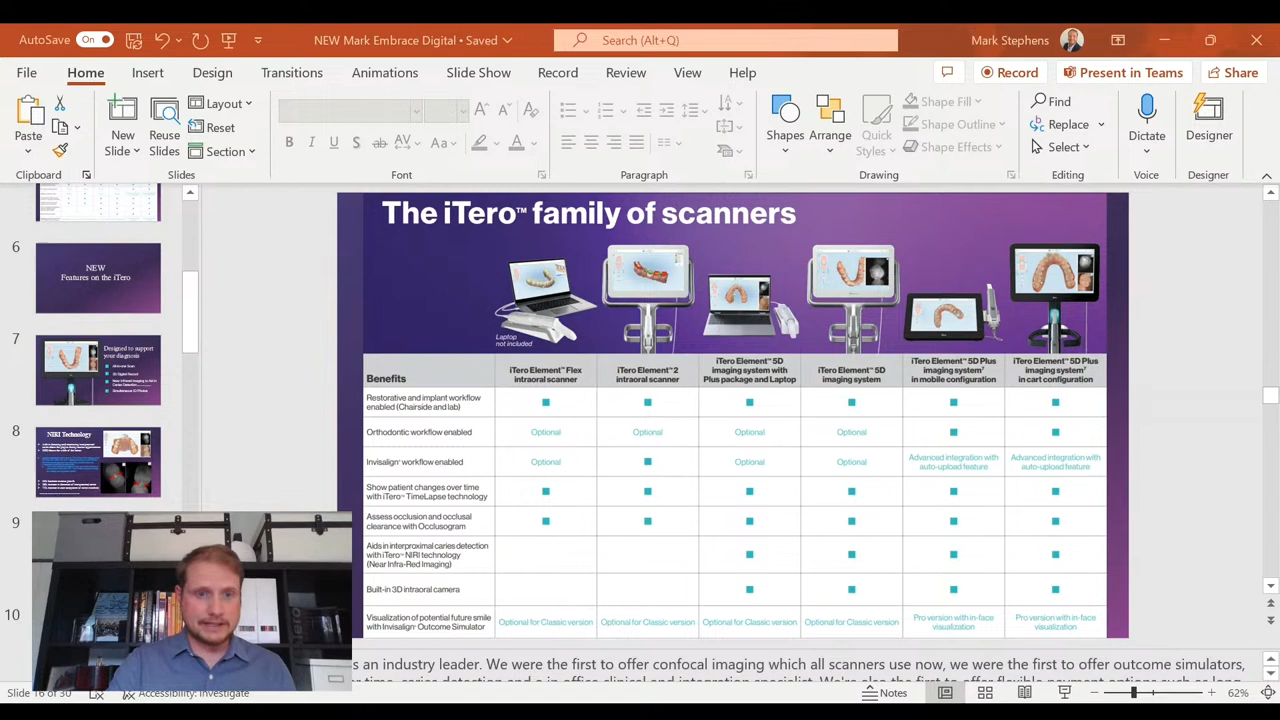 AutoSave On NEW Mark Embrace Digital • Saved Search (Alt+Q) Mark Stephens
File Home Insert Design Transitions Animations Slide Show Record Review View Help Record Present in Teams Share
Paste New Slides Reuse Slides Layout Reset Section Shapes Arrange Quick Styles Shape Fill Shape Outline Shape Effects Find Replace Select Dictate Designer
Clipboard Slides Font Paragraph Drawing Editing Voice Designer
6
NEW
Features on the iTero
7
Designed to support
your diagnosis
8
NIRI Technology
9
10
The iTero™ family of scanners
Laptop
not included
Benefits
iTero Element™ Flex
intraoral scanner
iTero Element™ 2
intraoral scanner
iTero Element™ 5D
imaging system with
Plus package and Laptop
iTero Element™ 5D
imaging system
iTero Element™ 5D Plus
imaging system⁷
in mobile configuration
iTero Element™ 5D Plus
imaging system⁷
in cart configuration
Restorative and implant workflow
enabled (Chairside and lab)
Orthodontic workflow enabled Optional Optional Optional Optional
Invisalign® workflow enabled Optional Optional Optional
Advanced integration with
auto-upload feature
Advanced integration with
auto-upload feature
Show patient changes over time
with iTero™ TimeLapse technology
Assess occlusion and occlusal
clearance with Occlusogram
Aids in interproximal caries detection
with iTero™ NIRI technology
(Near Infra-Red Imaging)
Built-in 3D intraoral camera
Visualization of potential future smile
with Invisalign® Outcome Simulator
Optional for Classic version Optional for Classic version Optional for Classic version Optional for Classic version
Pro version with in-face
visualization
Pro version with in-face
visualization
s an industry leader. We were the first to offer confocal imaging which all scanners use now, we were the first to offer outcome simulators,
Slide 16 of 30 Accessibility: Investigate Notes 62%